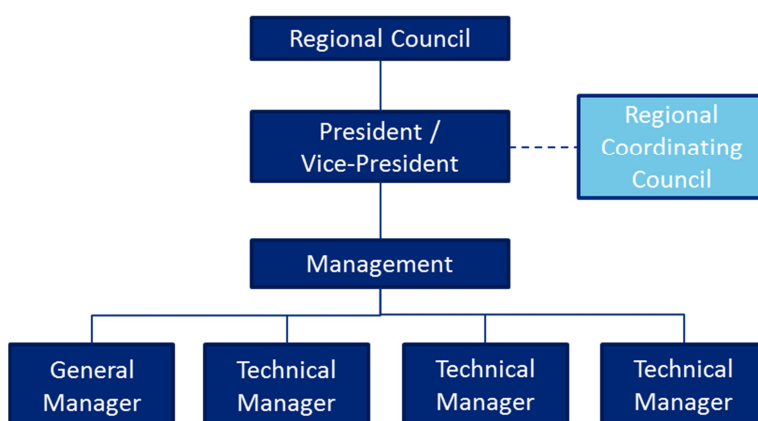 Regional Council
President /
Vice-President
Regional
Coordinating
Council
Management
General
Manager
Technical
Manager
Technical
Manager
Technical
Manager